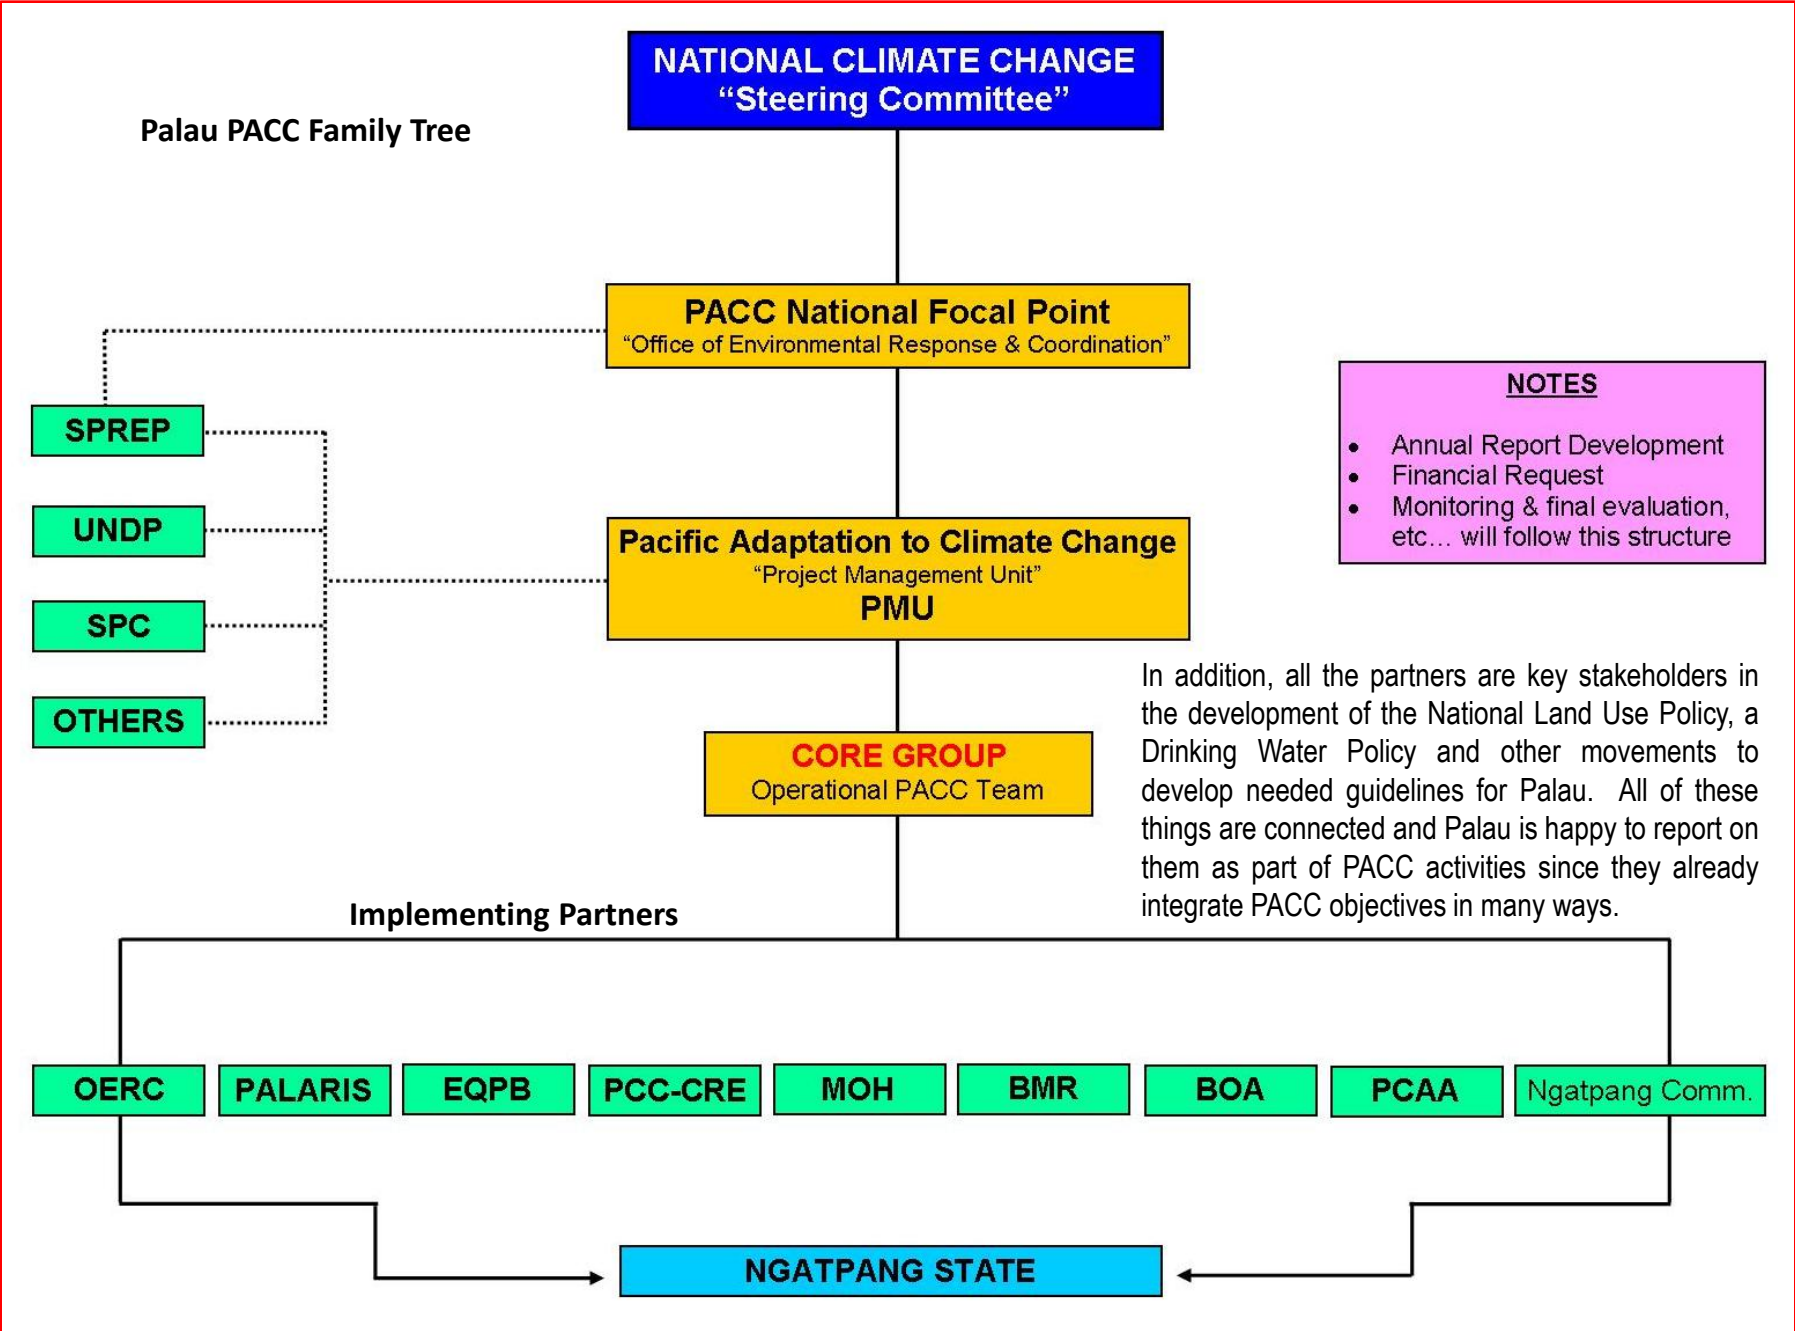 NATIONAL CLIMATE CHANGE
“Steering Committee”
Palau PACC Family Tree
PACC National Focal Point
“Office of Environmental Response & Coordination”
NOTES
• Annual Report Development
• Financial Request
• Monitoring & final evaluation,
etc… will follow this structure
SPREP
UNDP
SPC
OTHERS
Pacific Adaptation to Climate Change
“Project Management Unit”
PMU
In addition, all the partners are key stakeholders in
the development of the National Land Use Policy, a
Drinking Water Policy and other movements to
develop needed guidelines for Palau. All of these
things are connected and Palau is happy to report on
them as part of PACC activities since they already
integrate PACC objectives in many ways.
CORE GROUP
Operational PACC Team
Implementing Partners
OERC
PALARIS
EQPB
PCC-CRE
MOH
BMR
BOA
PCAA
Ngatpang Comm.
NGATPANG STATE